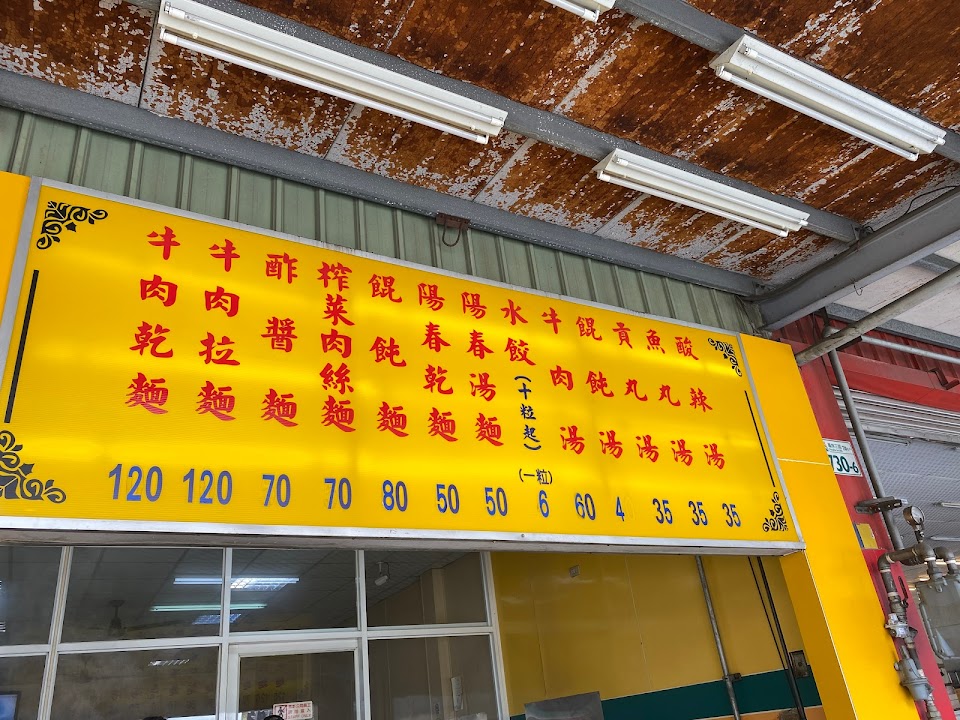 牛肉乾麵 120
牛肉拉麵 120
酢醬麵 70
榨菜肉絲麵 70
餛飩麵 80
陽春乾麵 50
陽春湯麵 50
水餃(十粒起) (一粒) 6
牛肉湯 60
餛飩湯 4
貢丸湯 35
魚丸湯 35
酸辣湯 35
730-6